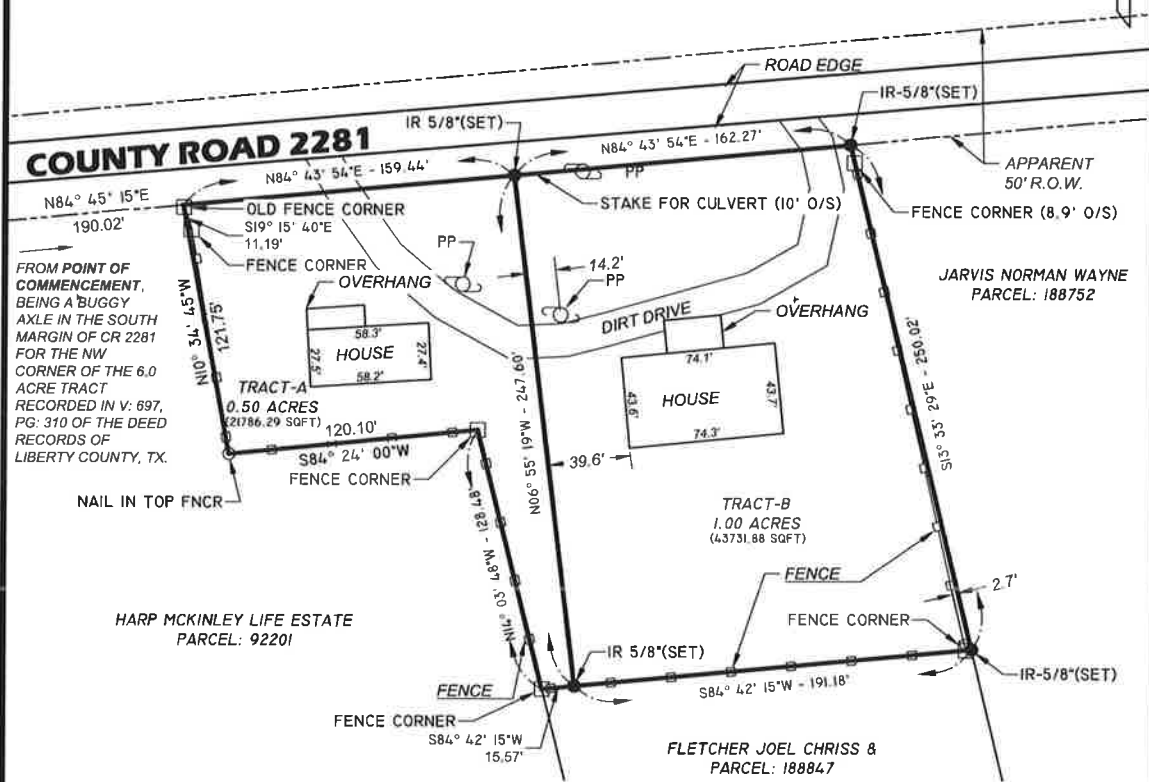 ROAD EDGE
IR-5/8"(SET)
IR 5/8"(SET)
COUNTY ROAD 2281
N84° 43' 54"E - 162.27'
N84° 43' 54"E - 159.44'
PP
APPARENT
50' R.O.W.
N84° 45' 15"E
190.02'
OLD FENCE CORNER
S19° 15' 40"E
11.19'
FENCE CORNER
STAKE FOR CULVERT (10' O/S)
FENCE CORNER (8.9' O/S)
FROM POINT OF
COMMENCEMENT,
BEING A BUGGY
AXLE IN THE SOUTH
MARGIN OF CR 2281
FOR THE NW
CORNER OF THE 6.0
ACRE TRACT
RECORDED IN V: 697,
PG: 310 OF THE DEED
RECORDS OF
LIBERTY COUNTY, TX.
PP
14.2'
PP
JARVIS NORMAN WAYNE
PARCEL: 188752
OVERHANG
OVERHANG
DIRT DRIVE
N10° 34' 45"W
121.75'
58.3'
27.5'
HOUSE
27.4'
58.2'
74.1'
43.6'
HOUSE
43.7'
74.3'
TRACT-A
0.50 ACRES
(21786.29 SQFT)
120.10'
S84° 24' 00"W
FENCE CORNER
N06° 55' 19"W - 247.60'
39.6'
S13° 33' 29"E - 250.02'
NAIL IN TOP FNCR
TRACT-B
1.00 ACRES
(43731.88 SQFT)
N14° 03' 48"W - 128.48'
FENCE
2.7'
HARP MCKINLEY LIFE ESTATE
PARCEL: 92201
FENCE CORNER
IR 5/8"(SET)
IR-5/8"(SET)
FENCE
S84° 42' 15"W - 191.18'
FENCE CORNER
S84° 42' 15"W
15.57'
FLETCHER JOEL CHRISS &
PARCEL: 188847